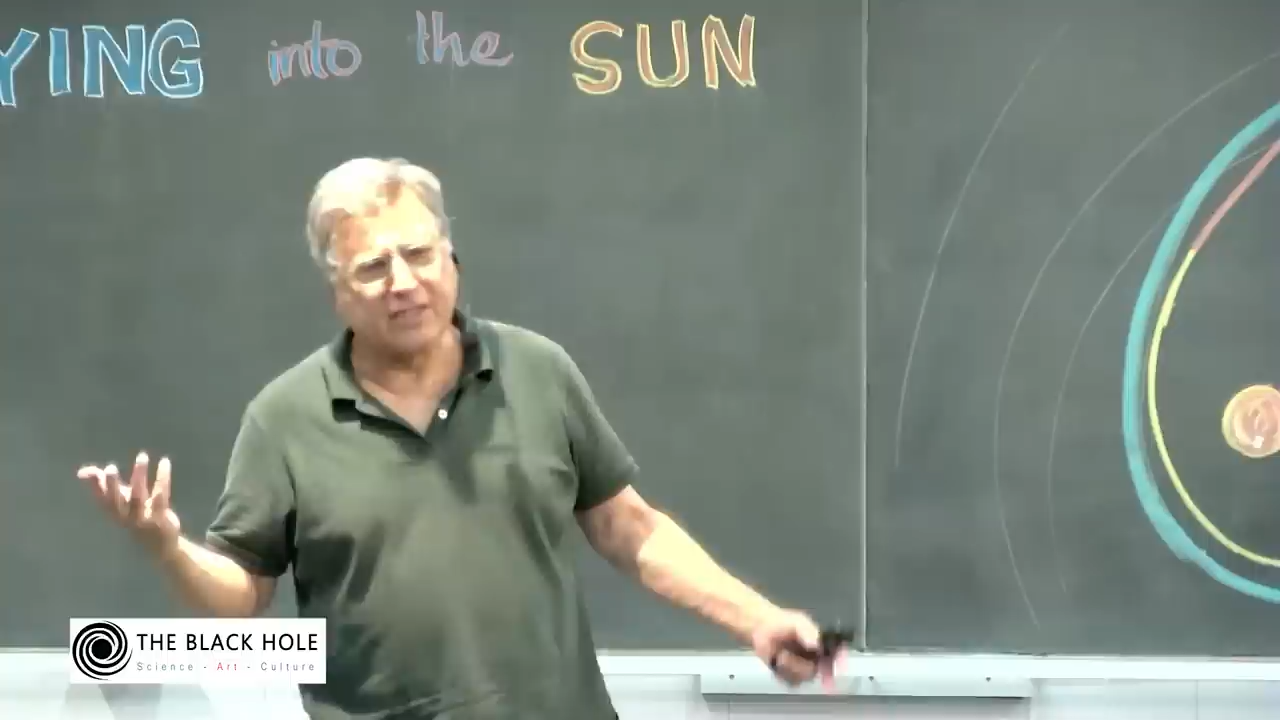 YING into the SUN
THE BLACK HOLE
Science - Art - Culture